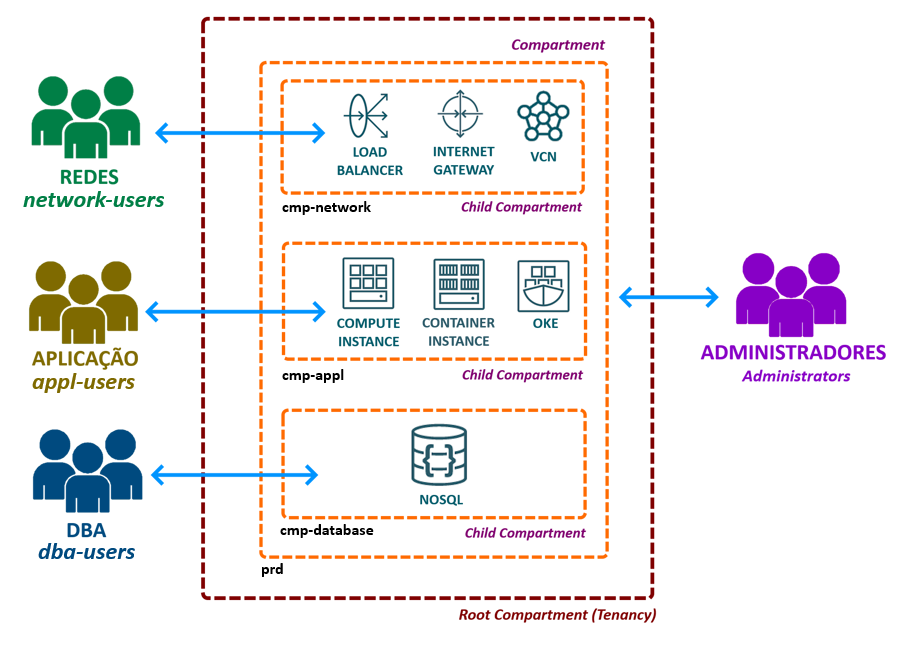 Compartment
REDES
network-users
LOAD
BALANCER
INTERNET
GATEWAY
VCN
cmp-network
Child Compartment
APLICAÇÃO
appl-users
COMPUTE
INSTANCE
CONTAINER
INSTANCE
OKE
cmp-appl
Child Compartment
ADMINISTRADORES
Administrators
DBA
dba-users
NOSQL
cmp-database
Child Compartment
prd
Root Compartment (Tenancy)